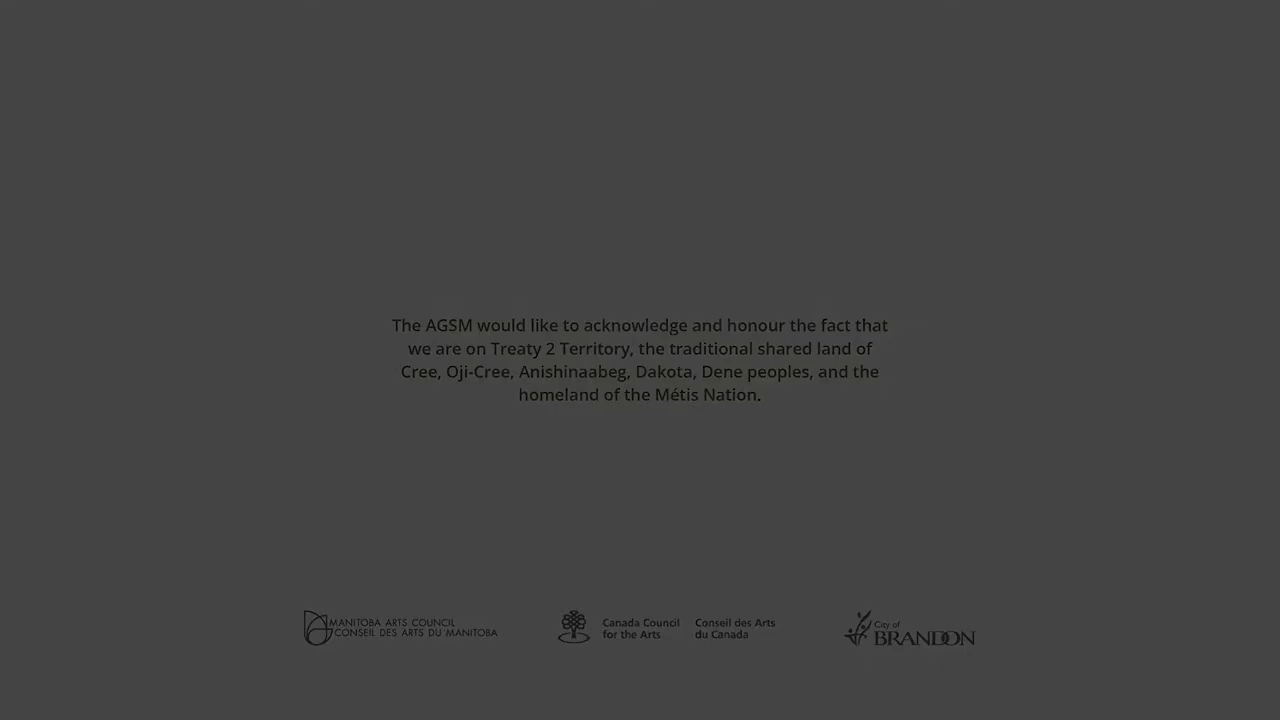 The AGSM would like to acknowledge and honour the fact that
we are on Treaty 2 Territory, the traditional shared land of
Cree, Oji-Cree, Anishinaabeg, Dakota, Dene peoples, and the
homeland of the Métis Nation.
MANITOBA ARTS COUNCIL
CONSEIL DES ARTS DU MANITOBA
Canada Council
for the Arts
Conseil des Arts
du Canada
City of
BRANDON